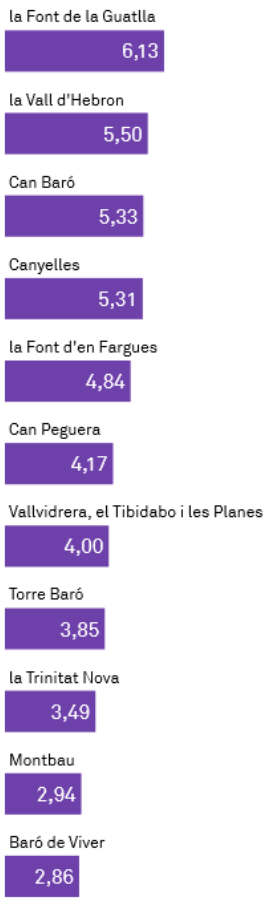 la Font de la Guatlla
6,13
la Vall d'Hebron
5,50
Can Baró
5,33
Canyelles
5,31
la Font d'en Fargues
4,84
Can Peguera
4,17
Vallvidrera, el Tibidabo i les Planes
4,00
Torre Baró
3,85
la Trinitat Nova
3,49
Montbau
2,94
Baró de Viver
2,86